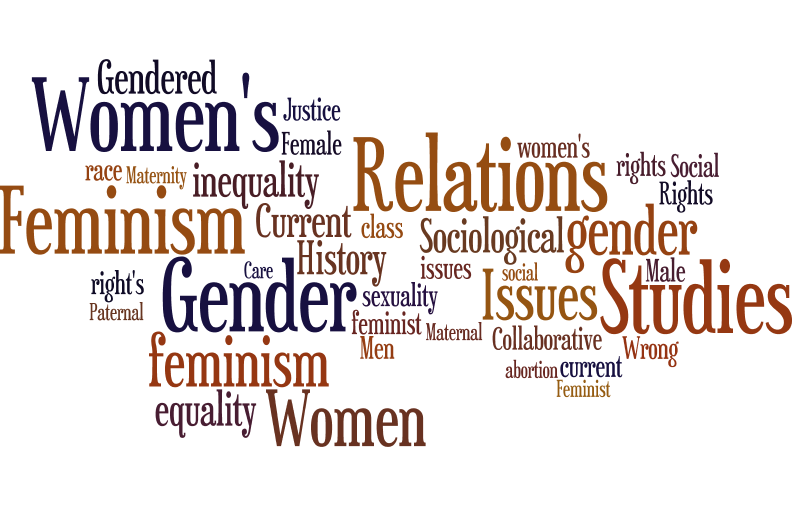 Gendered
Women's
Justice
Female
race
Maternity
inequality
Relations
women's
rights
Social
Rights
Feminism
Current
class
Sociological
gender
History
Care
issues
social
Male
right's
Paternal
Gender
sexuality
Issues
Studies
feminist
Maternal
Collaborative
Men
Wrong
feminism
abortion
current
Feminist
equality
Women